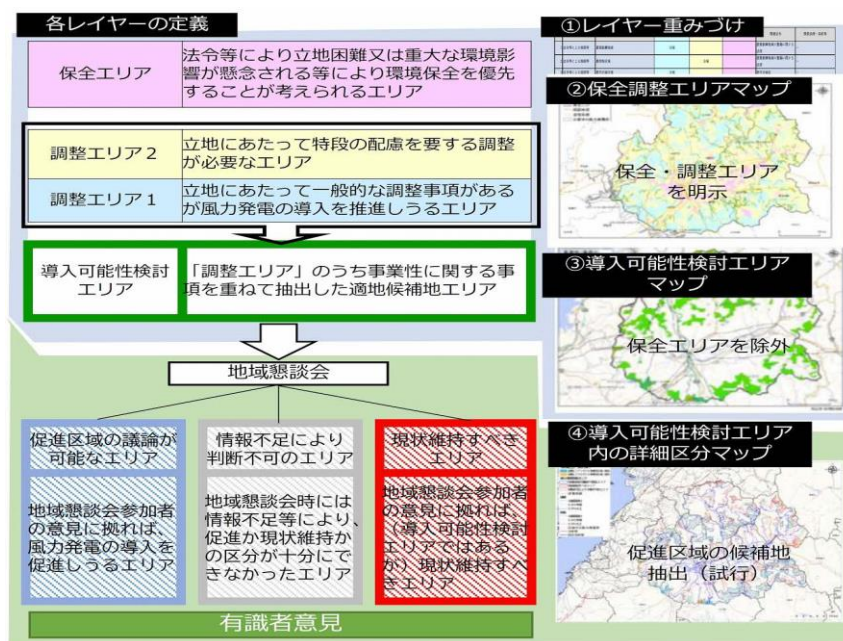 各レイヤーの定義
保全エリア
法令等により立地困難又は重大な環境影
響が懸念される等により環境保全を優先
することが考えられるエリア
調整エリア2
立地にあたって特段の配慮を要する調整
が必要なエリア
調整エリア1
立地にあたって一般的な調整事項がある
が風力発電の導入を推進しうるエリア
導入可能性検討
エリア
「調整エリア」のうち事業性に関する事
項を重ねて抽出した適地候補地エリア
地域懇談会
促進区域の議論が
可能なエリア
地域懇談会参加者
の意見に拠れば、
風力発電の導入を
促進しうるエリア
情報不足により
判断不可のエリア
地域懇談会時には
情報不足等により、
促進か現状維持か
の区分が十分にで
きなかったエリア
現状維持すべき
エリア
地域懇談会参加者の意見
に拠れば、
(導入可能性検討
エリアではある
が)現状維持すべ
きエリア
有識者意見
①レイヤー重みづけ
②保全調整エリアマップ
保全・調整エリア
を明示
③導入可能性検討エリア
マップ
保全エリアを除外
④導入可能性検討エリア
内の詳細区分マップ
促進区域の候補地
抽出(試行)